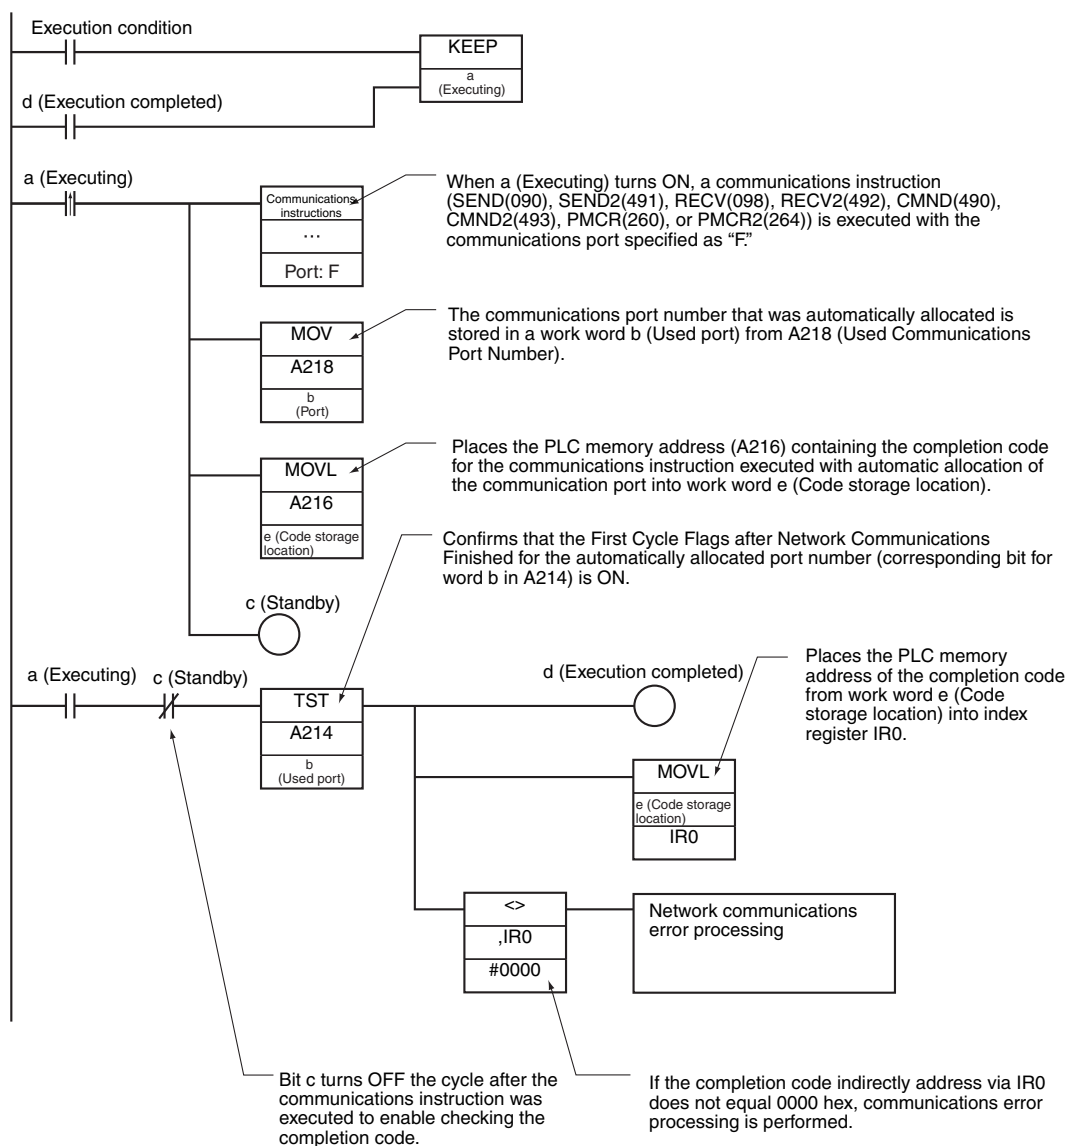 Execution condition
KEEP
a
(Executing)
d (Execution completed)
a (Executing)
Communications
instructions
...
Port: F
When a (Executing) turns ON, a communications instruction
(SEND(090), SEND2(491), RECV(098), RECV2(492), CMND(490),
CMND2(493), PMCR(260), or PMCR2(264)) is executed with the
communications port specified as “F.”
MOV
A218
b
(Port)
The communications port number that was automatically allocated is
stored in a work word b (Used port) from A218 (Used Communications
Port Number).
MOVL
A216
e (Code storage
location)
Places the PLC memory address (A216) containing the completion code
for the communications instruction executed with automatic allocation of
the communication port into work word e (Code storage location).
Confirms that the First Cycle Flags after Network Communications
Finished for the automatically allocated port number (corresponding bit for
word b in A214) is ON.
c (Standby)
a (Executing)
c (Standby)
TST
A214
b
(Used port)
d (Execution completed)
Places the PLC memory
address of the completion code
from work word e (Code
storage location) into index
register IR0.
MOVL
e (Code storage
location)
IR0
<>
,IR0
#0000
Network communications
error processing
Bit c turns OFF the cycle after the
communications instruction was
executed to enable checking the
completion code.
If the completion code indirectly address via IR0
does not equal 0000 hex, communications error
processing is performed.